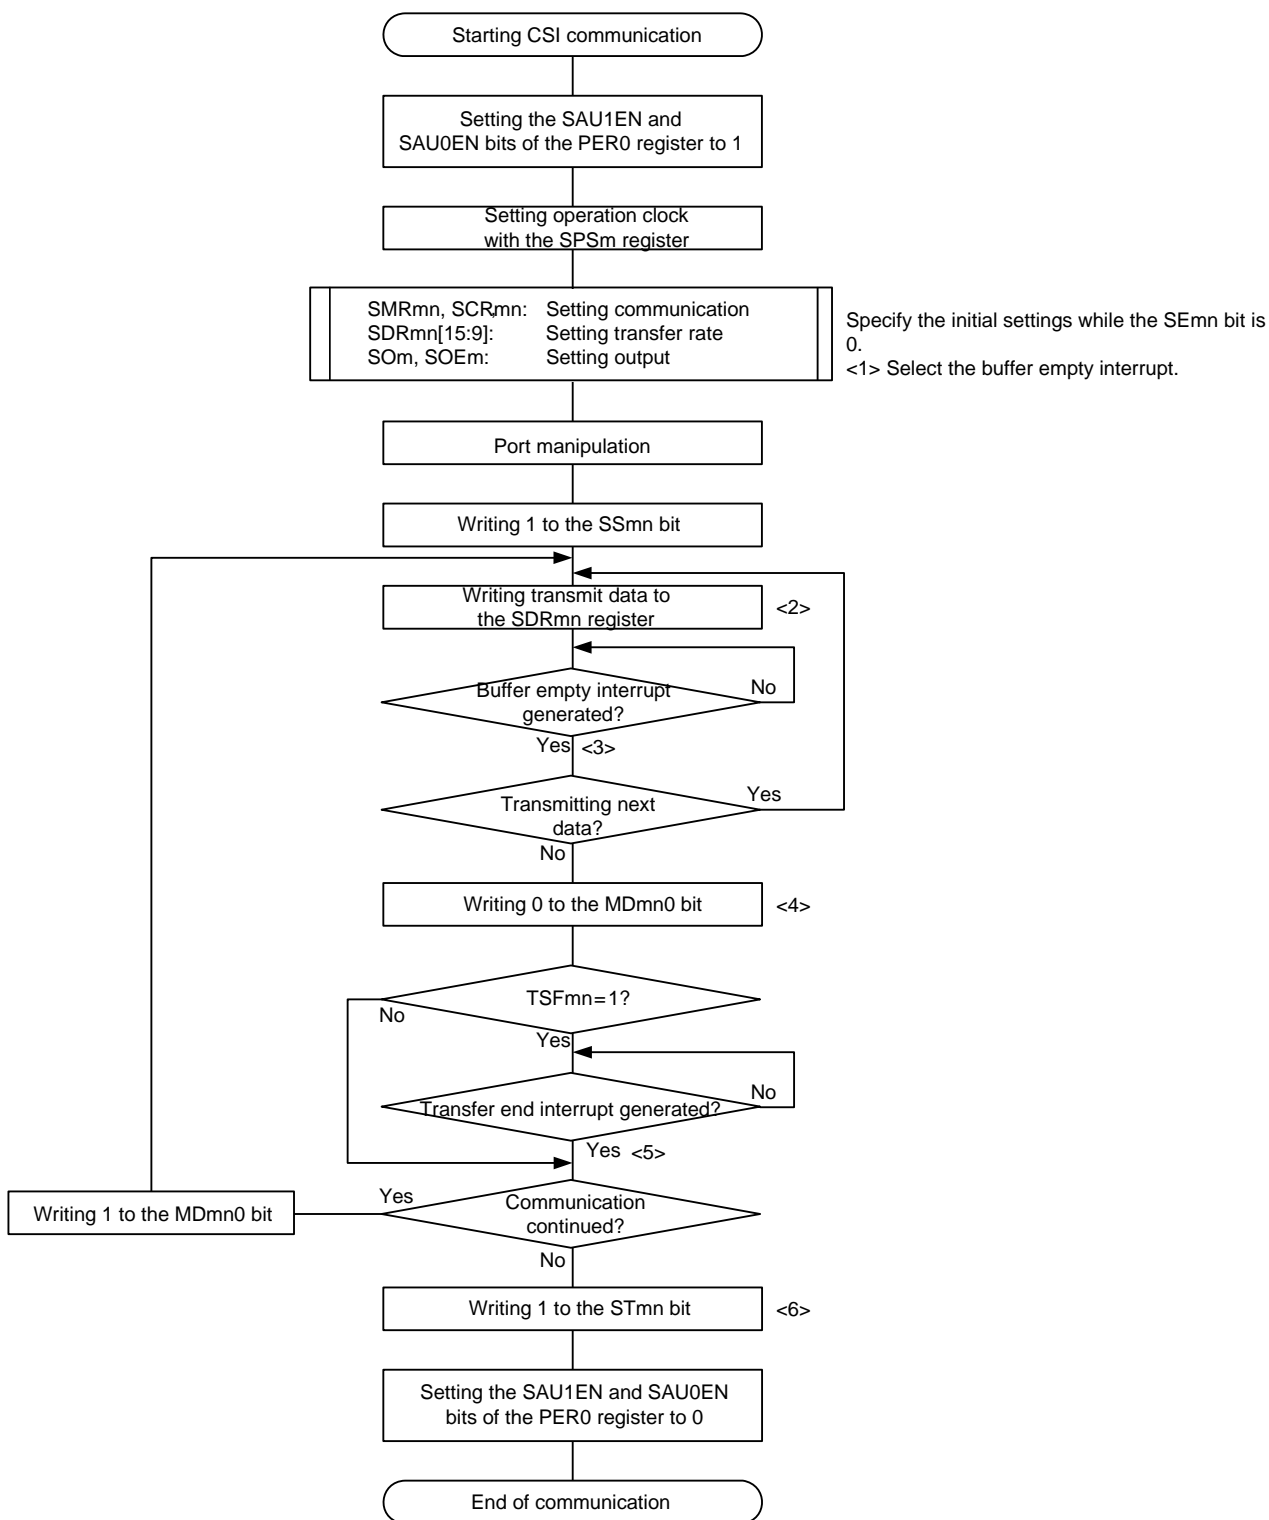 Starting CSI communication
Setting the SAU1EN and
SAU0EN bits of the PER0 register to 1
Setting operation clock
with the SPSm register
SMRmn, SCRmn: Setting communication
SDRmn[15:9]: Setting transfer rate
SOm, SOEm: Setting output
Specify the initial settings while the SEmn bit is
0.
<1> Select the buffer empty interrupt.
Port manipulation
Writing 1 to the SSmn bit
Writing transmit data to
the SDRmn register
<2>
Buffer empty interrupt
generated?
No
Yes <3>
Transmitting next
data?
Yes
No
Writing 0 to the MDmn0 bit
<4>
TSFmn=1?
No
Yes
Transfer end interrupt generated?
No
Yes <5>
Communication
continued?
Yes
Writing 1 to the MDmn0 bit
No
Writing 1 to the STmn bit
<6>
Setting the SAU1EN and SAU0EN
bits of the PER0 register to 0
End of communication